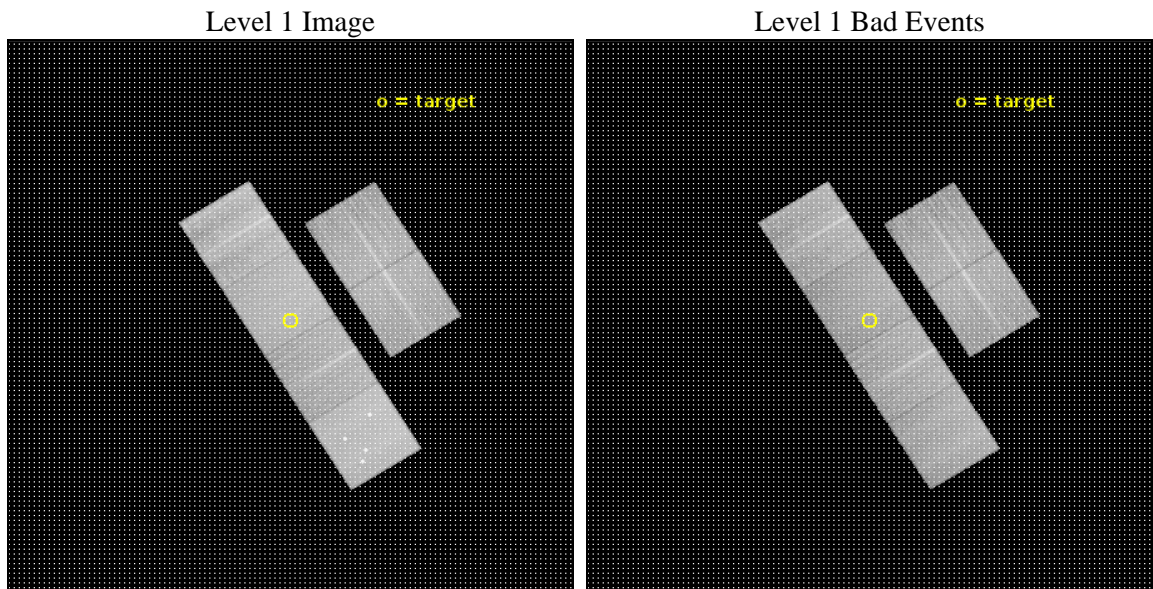 Level 1 Image
Level 1 Bad Events
o = target
o = target